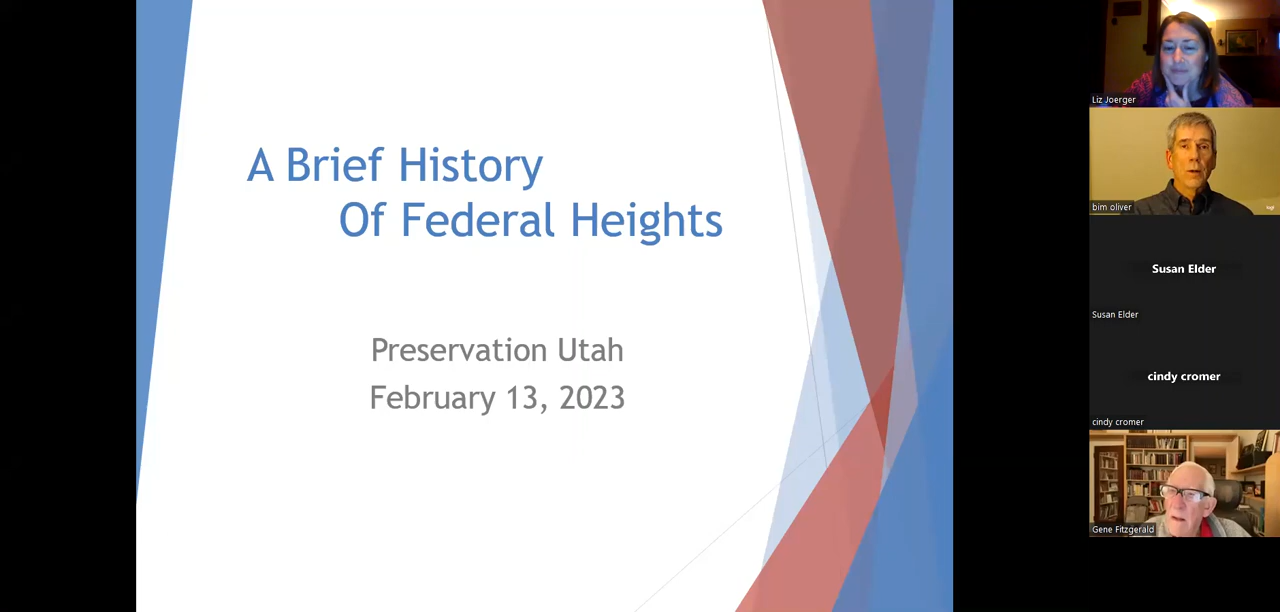 A Brief History
Of Federal Heights
Preservation Utah
February 13, 2023
Liz Joerger
bim oliver
Susan Elder
Susan Elder
cindy cromer
cindy cromer
Gene Fitzgerald